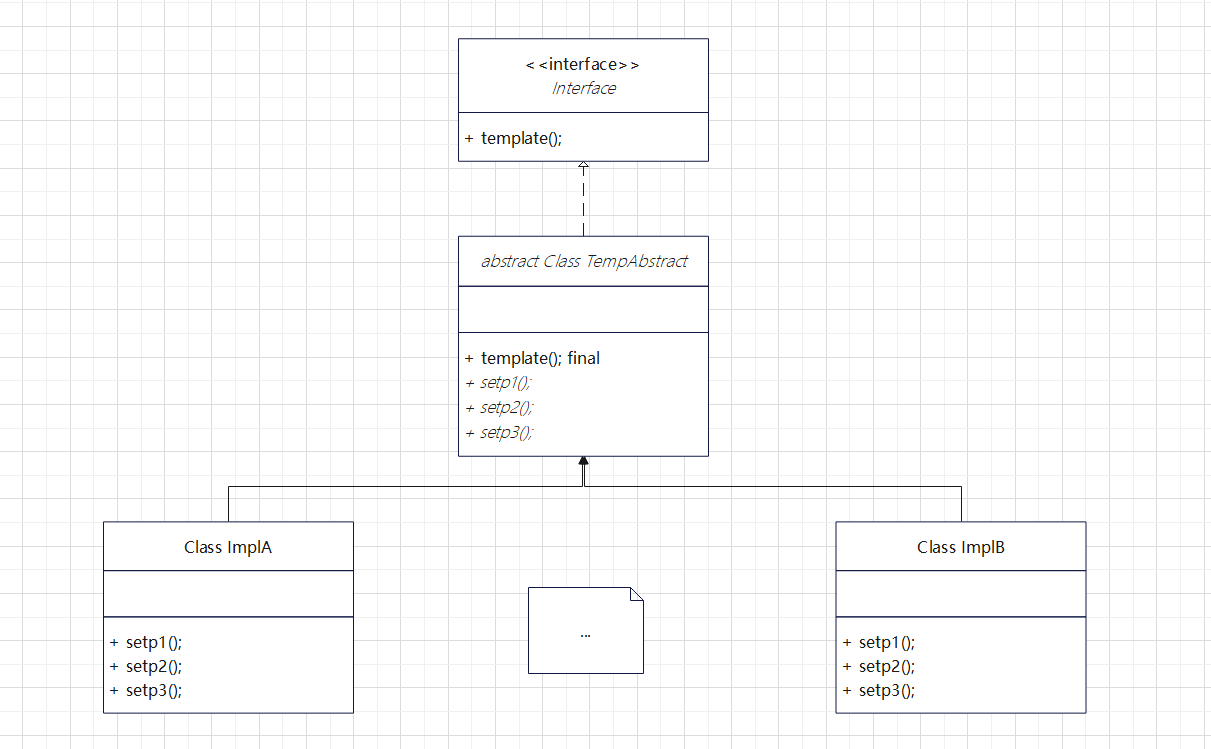 < <interface> >
Interface
+ template();
abstract Class TempAbstract
+ template(); final
+ setp1();
+ setp2();
+ setp3();
Class ImplA
+ setp1();
+ setp2();
+ setp3();
...
Class ImplB
+ setp1();
+ setp2();
+ setp3();